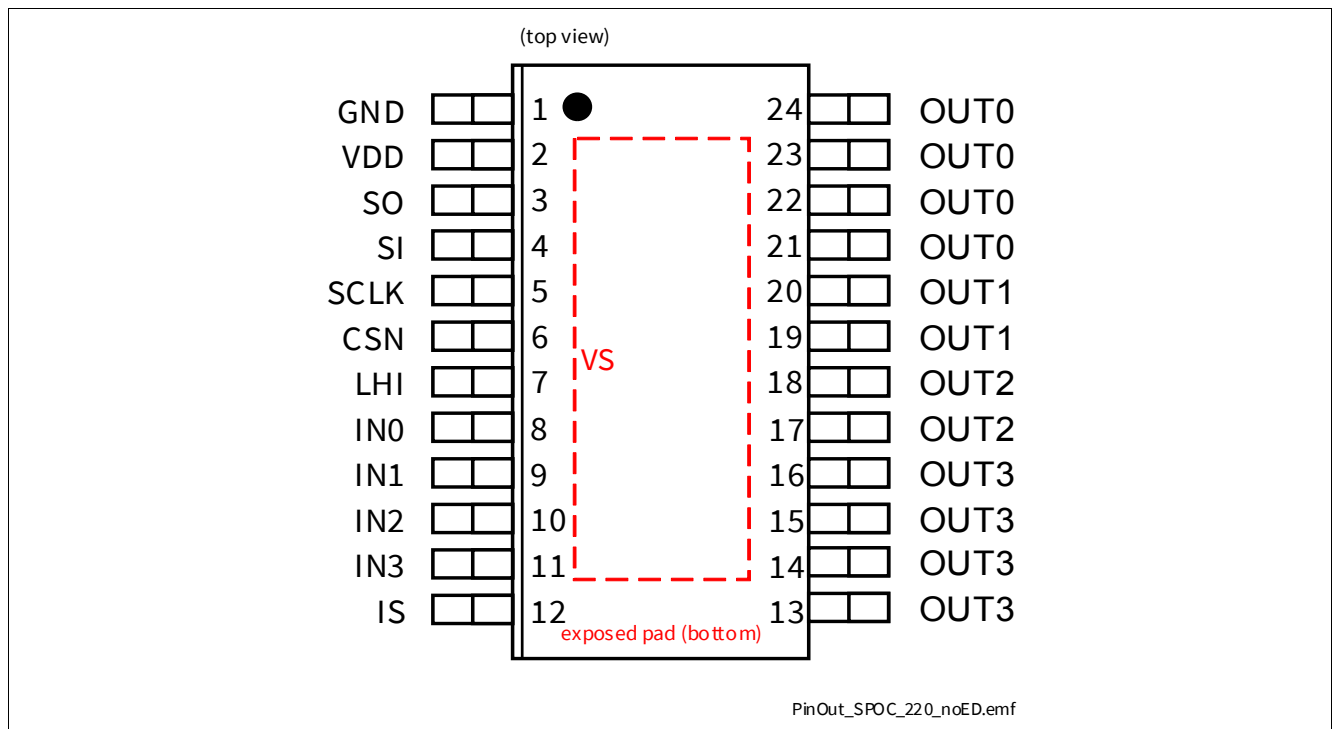 (top view)
GND 1 24 OUT0
VDD 2 23 OUT0
SO 3 22 OUT0
SI 4 21 OUT0
SCLK 5 20 OUT1
CSN 6 19 OUT1
VS
LHI 7 18 OUT2
IN0 8 17 OUT2
IN1 9 16 OUT3
IN2 10 15 OUT3
IN3 11 14 OUT3
IS 12 13 OUT3
exposed pad (bottom)
PinOut_SPOC_220_noED.emf